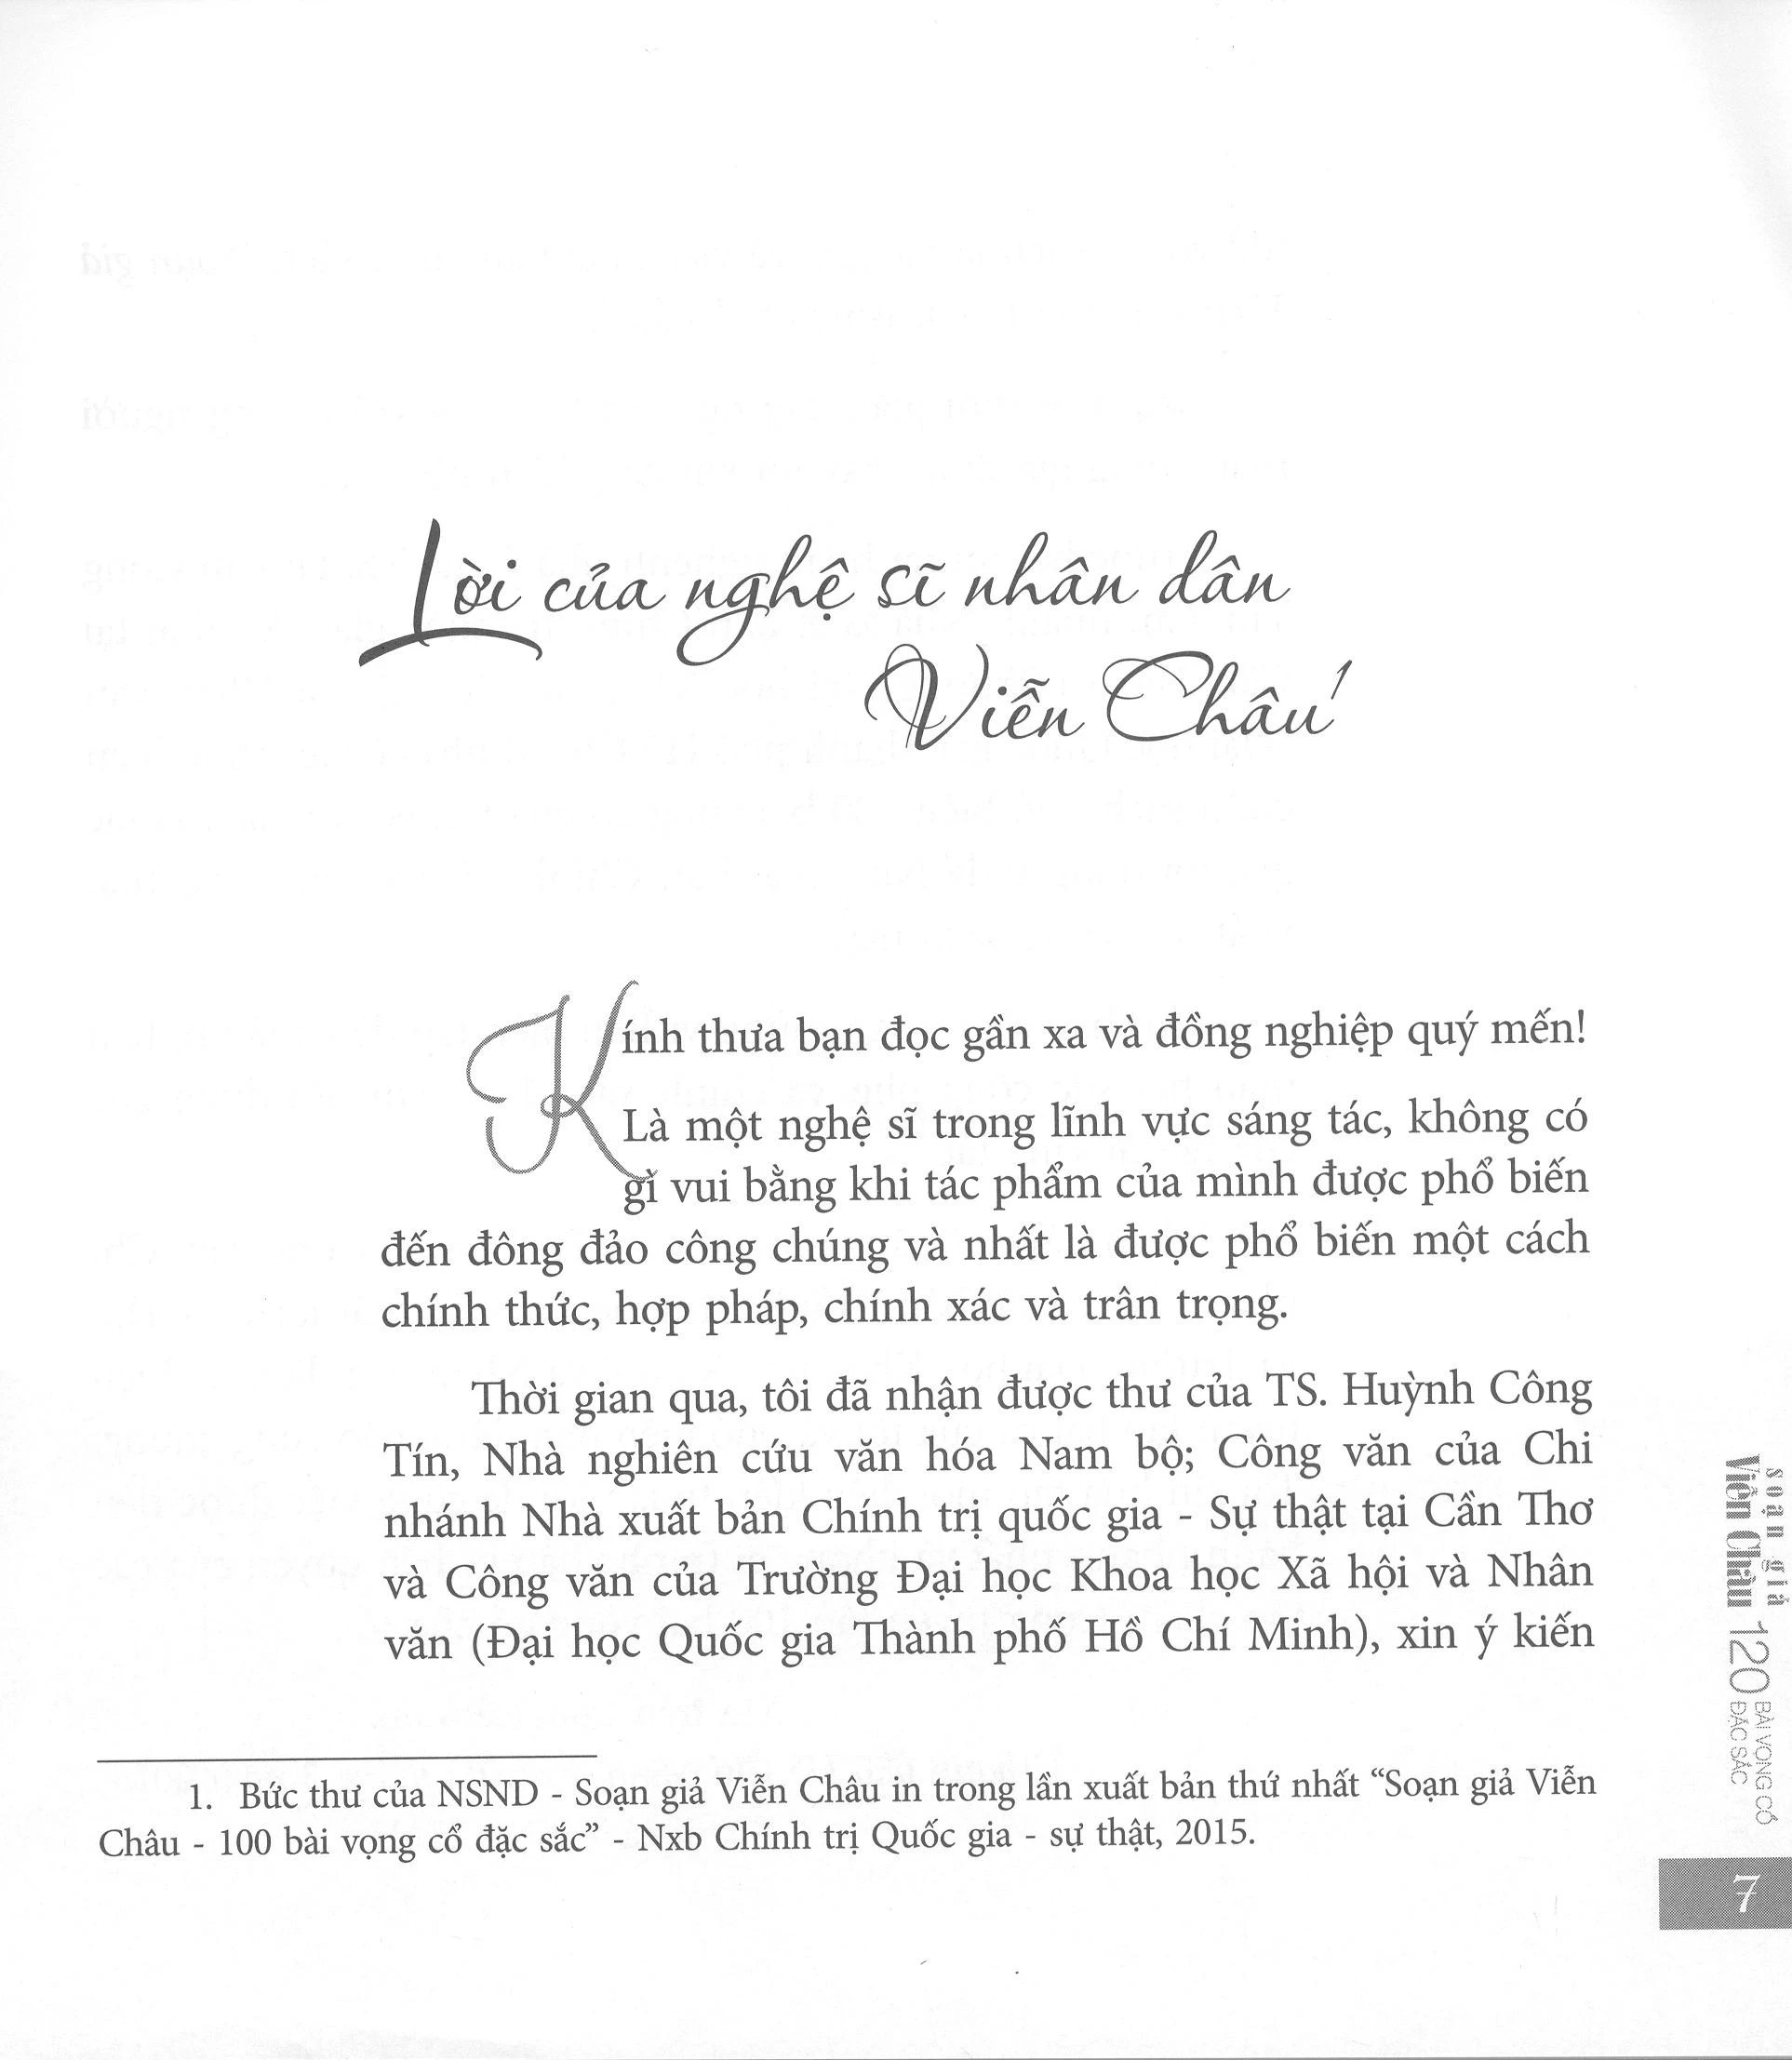 Lời của nghệ sĩ nhân dân
Viễn Châu1
Kính thưa bạn đọc gần xa và đồng nghiệp quý mến!
Là một nghệ sĩ trong lĩnh vực sáng tác, không có
gì vui bằng khi tác phẩm của mình được phổ biến
đến đông đảo công chúng và nhất là được phổ biến một cách
chính thức, hợp pháp, chính xác và trân trọng.
Thời gian qua, tôi đã nhận được thư của TS. Huỳnh Công
Tín, Nhà nghiên cứu văn hóa Nam bộ; Công văn của Chi
nhánh Nhà xuất bản Chính trị quốc gia - Sự thật tại Cần Thơ
và Công văn của Trường Đại học Khoa học Xã hội và Nhân
văn (Đại học Quốc gia Thành phố Hồ Chí Minh), xin ý kiến
1. Bức thư của NSND - Soạn giả Viễn Châu in trong lần xuất bản thứ nhất “Soạn giả Viễn
Châu - 100 bài vọng cổ đặc sắc” - Nxb Chính trị Quốc gia - sự thật, 2015.
soạn giả
Viễn Châu
120
BÀI VỌNG CỔ
ĐẶC SẮC
7